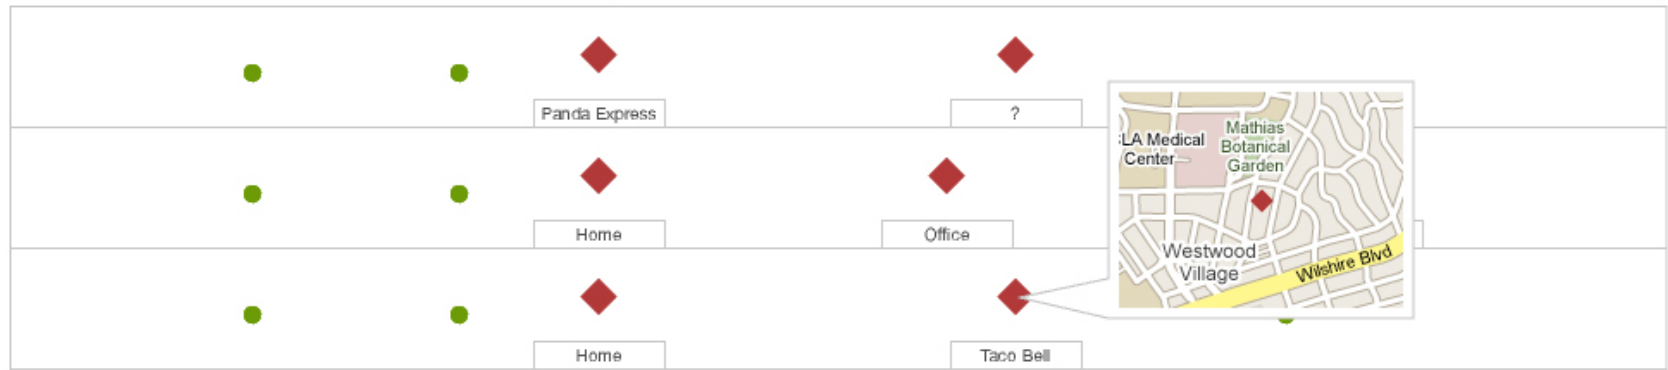 Panda Express
?
LA Medical
Center
Mathias
Botanical
Garden
Home
Office
Westwood
Village
Wilshire Blvd
Home
Taco Bell